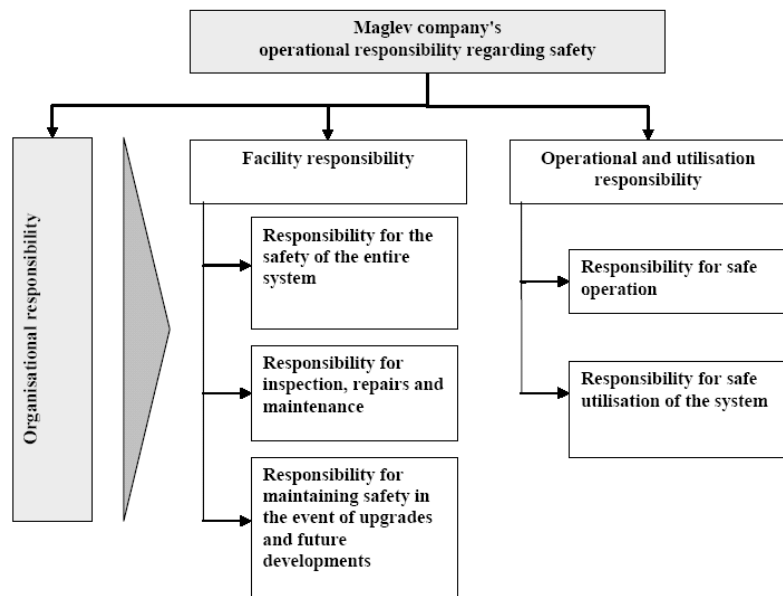 Maglev company's
operational responsibility regarding safety
Organisational responsibility
Facility responsibility
Responsibility for the
safety of the entire
system
Responsibility for
inspection, repairs and
maintenance
Responsibility for
maintaining safety in
the event of upgrades
and future
developments
Operational and utilisation
responsibility
Responsibility for safe
operation
Responsibility for safe
utilisation of the system